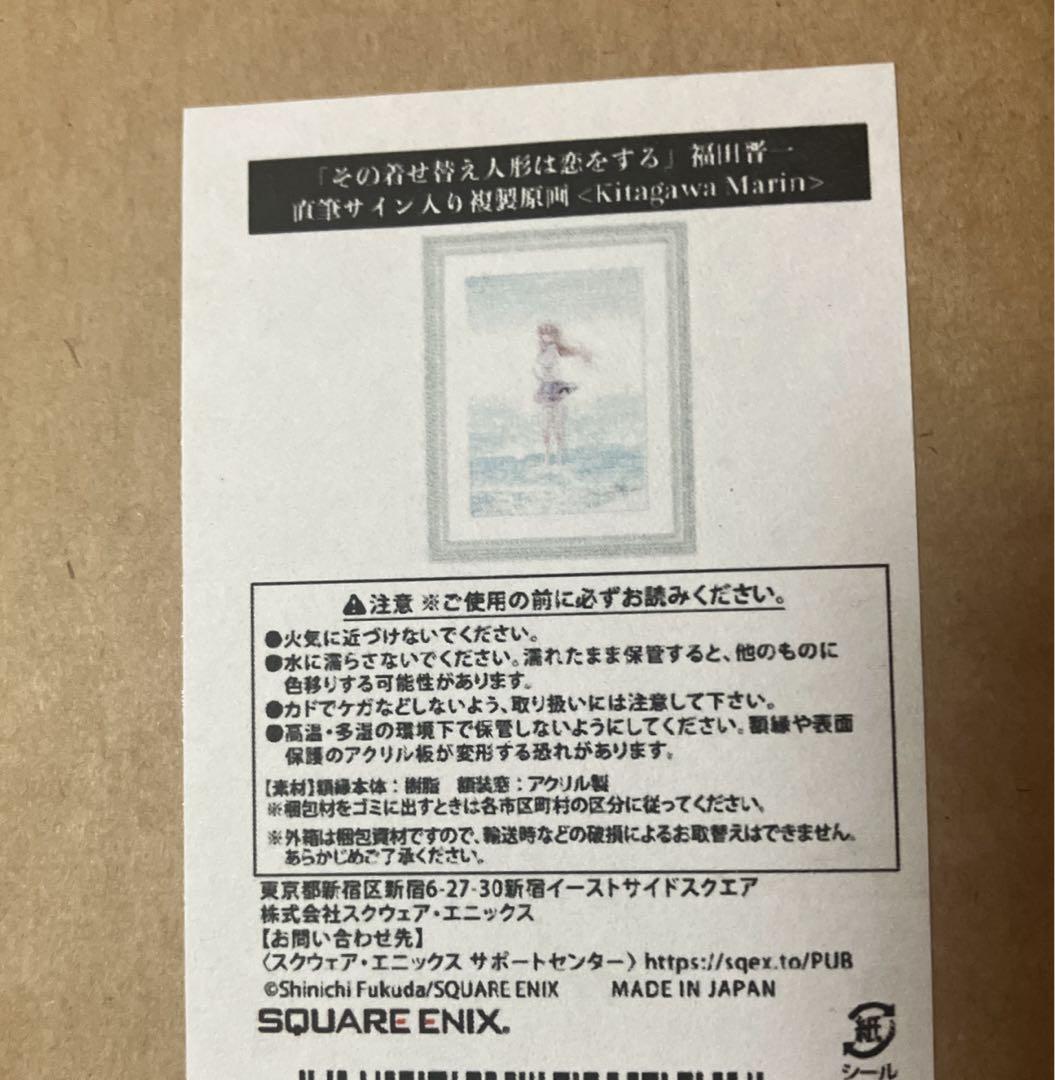 「その着せ替え人形は恋をする」福田晋一
直筆サイン入り複製原画<Kitagawa Marin>
⚠注意 ※ご使用の前に必ずお読みください。
●火気に近づけないでください。
●水に濡らさないでください。濡れたまま保管すると、他のものに
色移りする可能性があります。
●カドでケガなどしないよう、取り扱いには注意して下さい。
●高温・多湿の環境下で保管しないようにしてください。額縁や表面
保護のアクリル板が変形する恐れがあります。
【素材】額縁本体：樹脂 額装窓：アクリル製
※梱包材をゴミに出すときは各市区町村の区分に従ってください。
※外箱は梱包資材ですので、輸送時などの破損によるお取替えはできません。
あらかじめご了承ください。
東京都新宿区新宿6-27-30新宿イーストサイドスクエア
株式会社スクウェア・エニックス
【お問い合わせ先】
〈スクウェア・エニックス サポートセンター〉https://sqex.to/PUB
©Shinichi Fukuda/SQUARE ENIX MADE IN JAPAN
SQUARE ENIX.
紙
シール